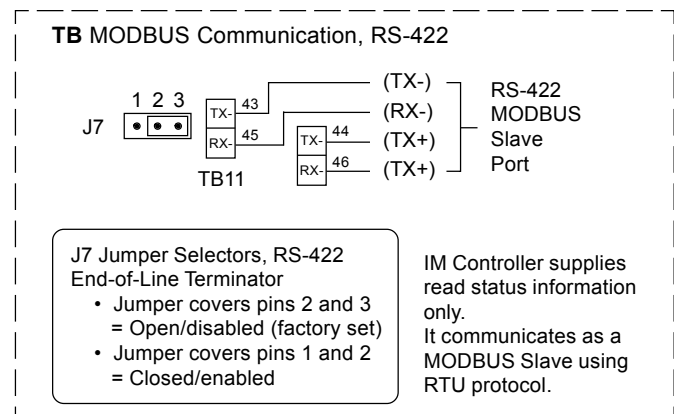 TB MODBUS Communication, RS-422
1 2 3
J7
TX- 43
RX- 45
TB11
TX- 44
RX- 46
(TX-)
(RX-)
(TX+)
(TX+)
RS-422
MODBUS
Slave
Port
J7 Jumper Selectors, RS-422
End-of-Line Terminator
• Jumper covers pins 2 and 3
= Open/disabled (factory set)
• Jumper covers pins 1 and 2
= Closed/enabled
IM Controller supplies
read status information
only.
It communicates as a
MODBUS Slave using
RTU protocol.